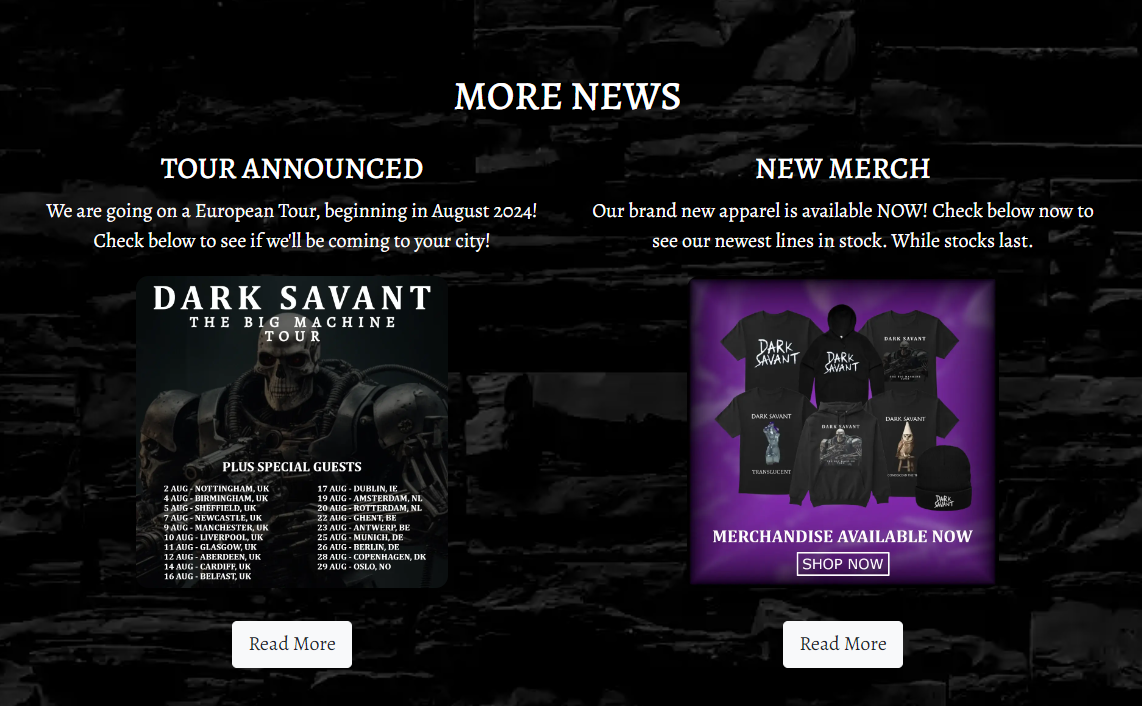 MORE NEWS
TOUR ANNOUNCED
We are going on a European Tour, beginning in August 2024!
Check below to see if we'll be coming to your city!
DARK SAVANT
THE BIG MACHINE
TOUR
PLUS SPECIAL GUESTS
2 AUG - NOTTINGHAM, UK
4 AUG - BIRMINGHAM, UK
5 AUG - SHEFFIELD, UK
7 AUG - NEWCASTLE, UK
9 AUG - MANCHESTER, UK
10 AUG - LIVERPOOL, UK
11 AUG - GLASGOW, UK
12 AUG - ABERDEEN, UK
14 AUG - CARDIFF, UK
16 AUG - BELFAST, UK
17 AUG - DUBLIN, IE
19 AUG - AMSTERDAM, NL
20 AUG - ROTTERDAM, NL
22 AUG - GHENT, BE
23 AUG - ANTWERP, BE
25 AUG - MUNICH, DE
26 AUG - BERLIN, DE
28 AUG - COPENHAGEN, DK
29 AUG - OSLO, NO
Read More
NEW MERCH
Our brand new apparel is available NOW! Check below now to
see our newest lines in stock. While stocks last.
DARK
SAVANT
DARK
SAVANT
DARK SAVANT
DARK SAVANT
TRANSLUCENT
DARK SAVANT
DARK SAVANT
DARK
SAVANT
MERCHANDISE AVAILABLE NOW
SHOP NOW
Read More